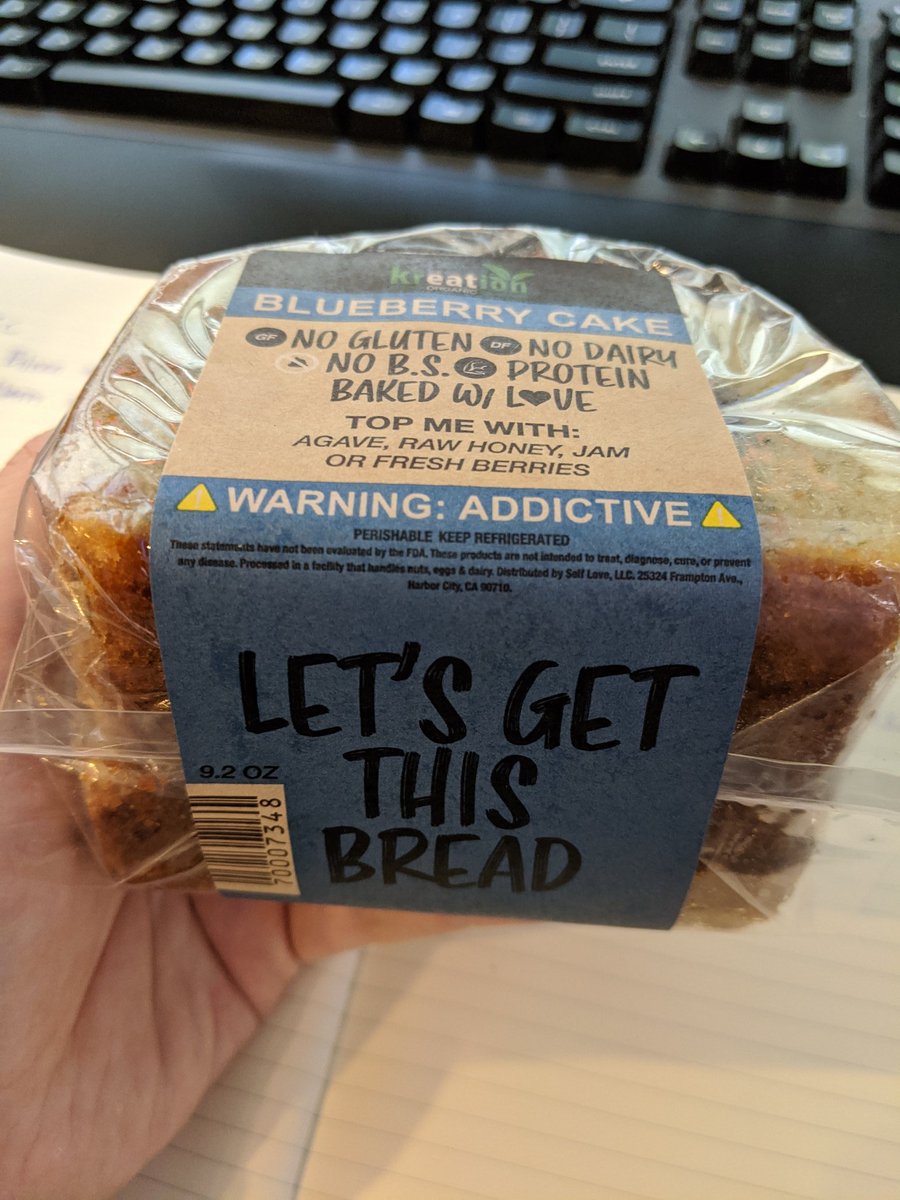 kreation
ORGANIC
BLUEBERRY CAKE
GF NO GLUTEN DF NO DAIRY
NO B.S. PROTEIN
BAKED W/ L♥VE
TOP ME WITH:
AGAVE, RAW HONEY, JAM
OR FRESH BERRIES
WARNING: ADDICTIVE
PERISHABLE KEEP REFRIGERATED
These statements have not been evaluated by the FDA. These products are not intended to treat, diagnose, cure, or prevent
any disease. Processed in a facility that handles nuts, eggs & dairy. Distributed by Self Love, LLC. 25324 Frampton Ave.,
Harbor City, CA 90710.
LET'S GET
THIS
BREAD
9.2 OZ
70007348